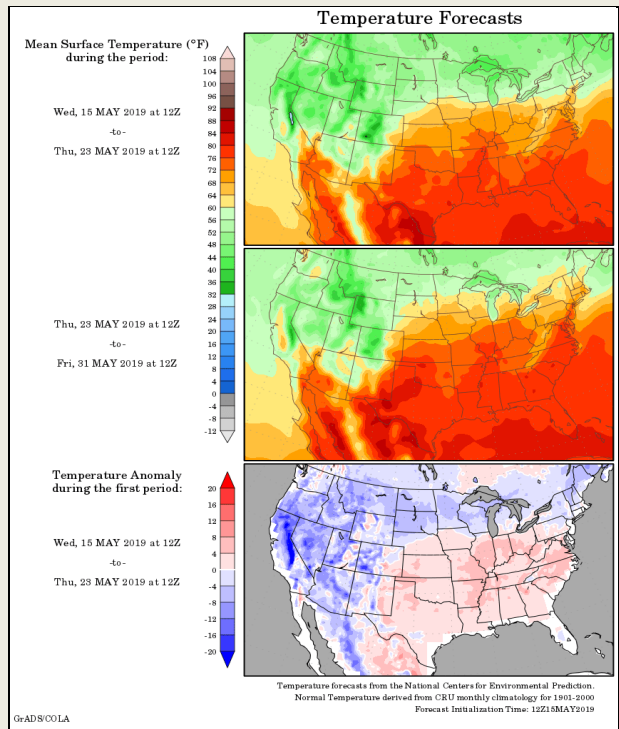 Temperature Forecasts
Mean Surface Temperature (°F)
during the period:
Wed, 15 MAY 2019 at 12Z
-to-
Thu, 23 MAY 2019 at 12Z
108
104
100
96
92
88
84
80
76
72
68
64
60
56
52
48
44
40
36
32
28
24
20
16
12
8
4
0
-4
-8
-12
Thu, 23 MAY 2019 at 12Z
-to-
Fri, 31 MAY 2019 at 12Z
Temperature Anomaly
during the first period:
Wed, 15 MAY 2019 at 12Z
-to-
Thu, 23 MAY 2019 at 12Z
20
16
12
8
4
0
-4
-8
-12
-16
-20
Temperature forecasts from the National Centers for Environmental Prediction.
Normal Temperature derived from CRU monthly climatology for 1901-2000
Forecast Initialization Time: 12Z15MAY2019
GrADS/COLA